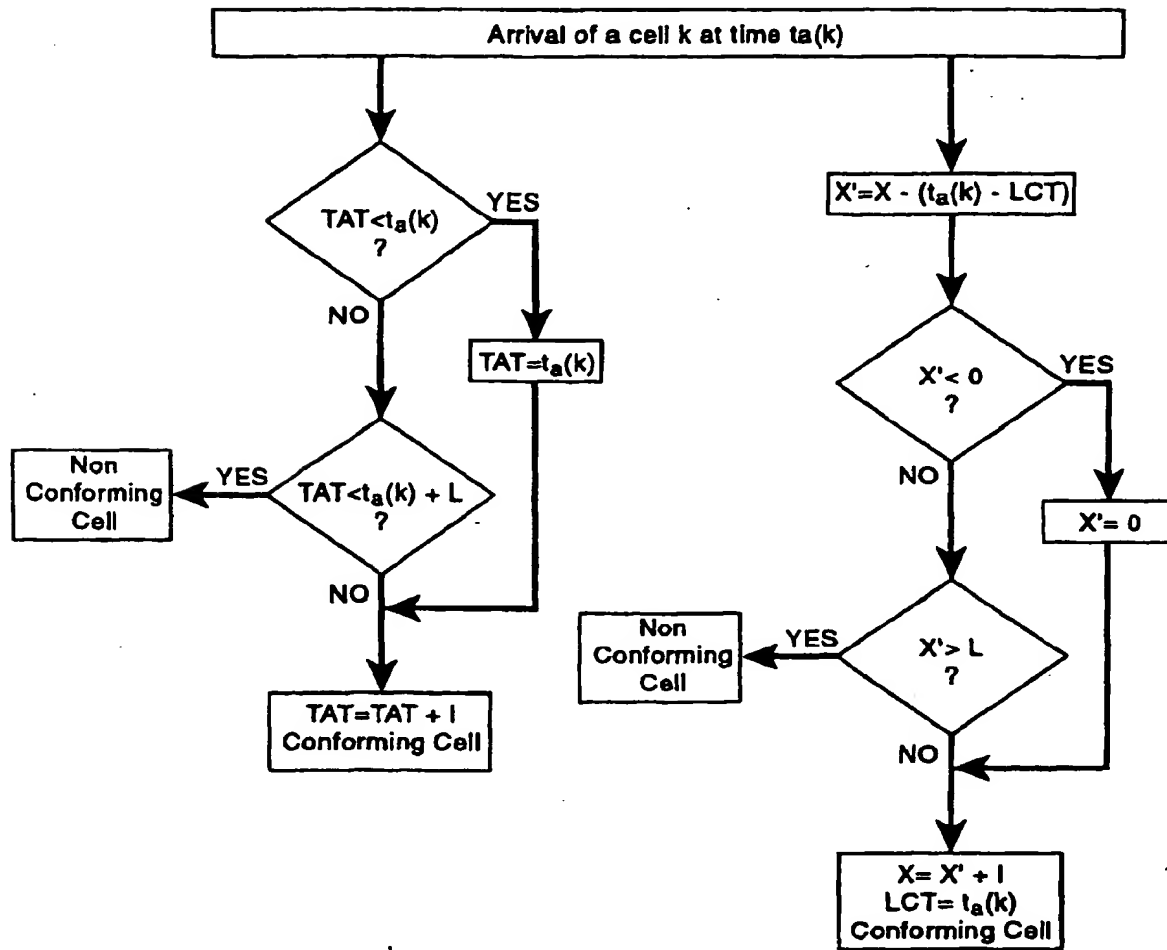 Arrival of a cell k at time ta(k)
TAT<ta(k)
?
YES
NO
TAT=ta(k)
TAT<ta(k) + L
?
YES
Non
Conforming
Cell
NO
TAT=TAT + I
Conforming Cell
X'=X - (ta(k) - LCT)
X'< 0
?
YES
NO
X'= 0
X'> L
?
YES
Non
Conforming
Cell
NO
X= X' + I
LCT= ta(k)
Conforming Cell